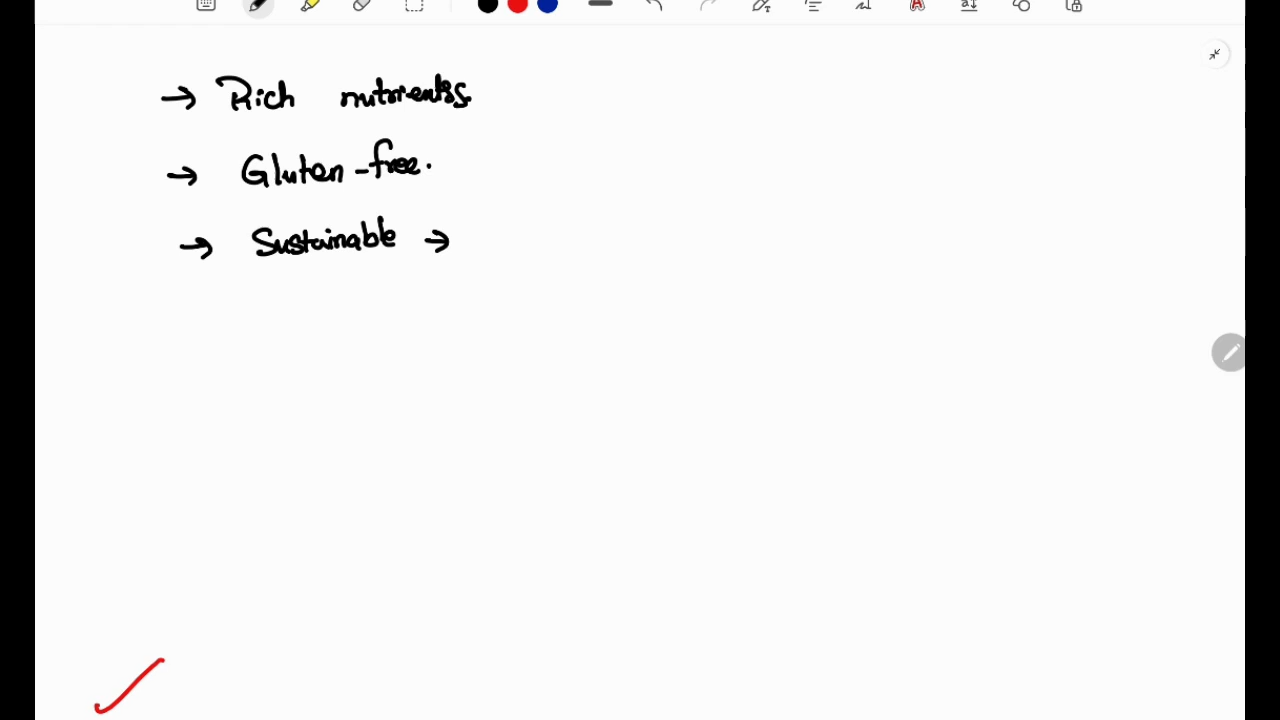 → Rich nutrients.
→ Gluten-free.
→ Sustainable →